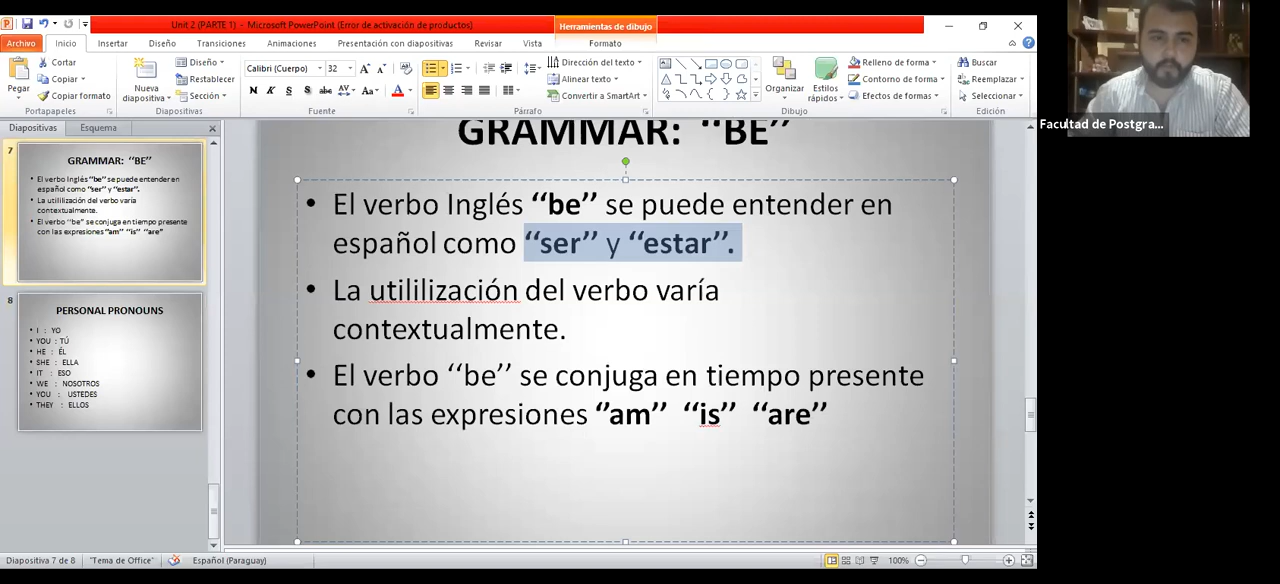 Unit 2 (PARTE 1) - Microsoft PowerPoint (Error de activación de productos)
Herramientas de dibujo
Archivo Inicio Insertar Diseño Transiciones Animaciones Presentación con diapositivas Revisar Vista Formato
Pegar
Cortar
Copiar
Copiar formato
Portapapeles
Nueva
diapositiva
Diseño
Restablecer
Sección
Diapositivas
Calibri (Cuerpo) 32
N K S S abc AV Aa A
Fuente
Dirección del texto
Alinear texto
Convertir a SmartArt
Párrafo
Organizar
Estilos
rápidos
Relleno de forma
Contorno de forma
Efectos de formas
Dibujo
Buscar
Reemplazar
Seleccionar
Edición
Facultad de Postgra...
Diapositivas Esquema
7
GRAMMAR: ‘‘BE’’
• El verbo Inglés ‘‘be’’ se puede entender en
español como ‘‘ser’’ y ‘‘estar’’.
• La utililización del verbo varía
contextualmente.
• El verbo ‘‘be’’ se conjuga en tiempo presente
con las expresiones ‘‘am’’ ‘‘is’’ ‘‘are’’
8
PERSONAL PRONOUNS
• I : YO
• YOU : TÚ
• HE : ÉL
• SHE : ELLA
• IT : ESO
• WE : NOSOTROS
• YOU : USTEDES
• THEY : ELLOS
GRAMMAR: ‘‘BE’’
• El verbo Inglés ‘‘be’’ se puede entender en
español como ‘‘ser’’ y ‘‘estar’’.
• La utililización del verbo varía
contextualmente.
• El verbo ‘‘be’’ se conjuga en tiempo presente
con las expresiones ‘‘am’’ ‘‘is’’ ‘‘are’’
Diapositiva 7 de 8 "Tema de Office" Español (Paraguay) 100%